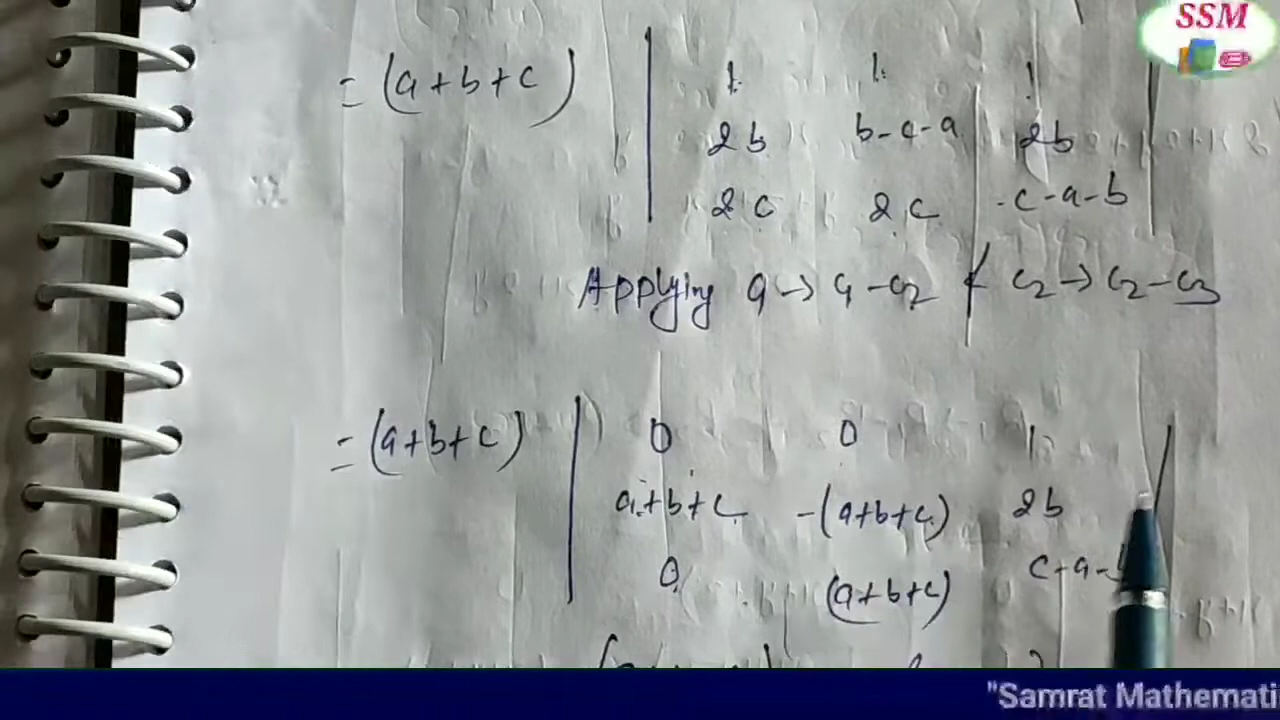 SSM
= (a+b+c) | 1 1 1 |
2b b-c-a 2b
2c 2c c-a-b
Applying C1 → C1-C2 & C2 → C2-C3
= (a+b+c) | 0 0 1 |
a+b+c -(a+b+c) 2b
0 (a+b+c) c-a-
"Samrat Mathemati